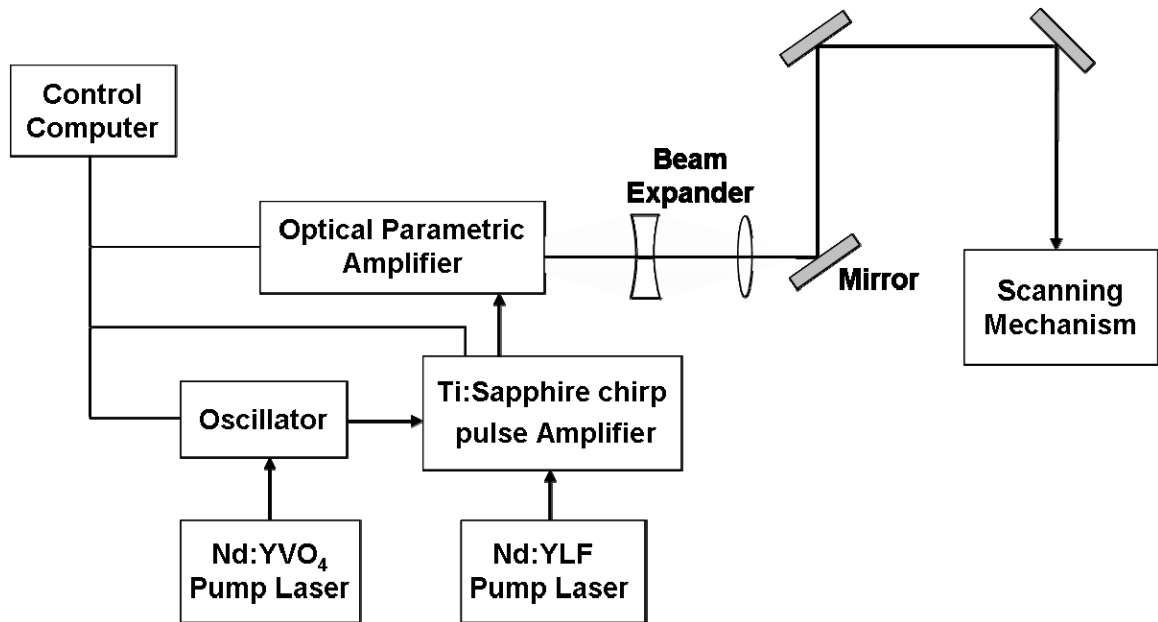 Control
Computer
Optical Parametric
Amplifier
Beam
Expander
Mirror
Scanning
Mechanism
Oscillator
Ti:Sapphire chirp
pulse Amplifier
Nd:YVO₄
Pump Laser
Nd:YLF
Pump Laser